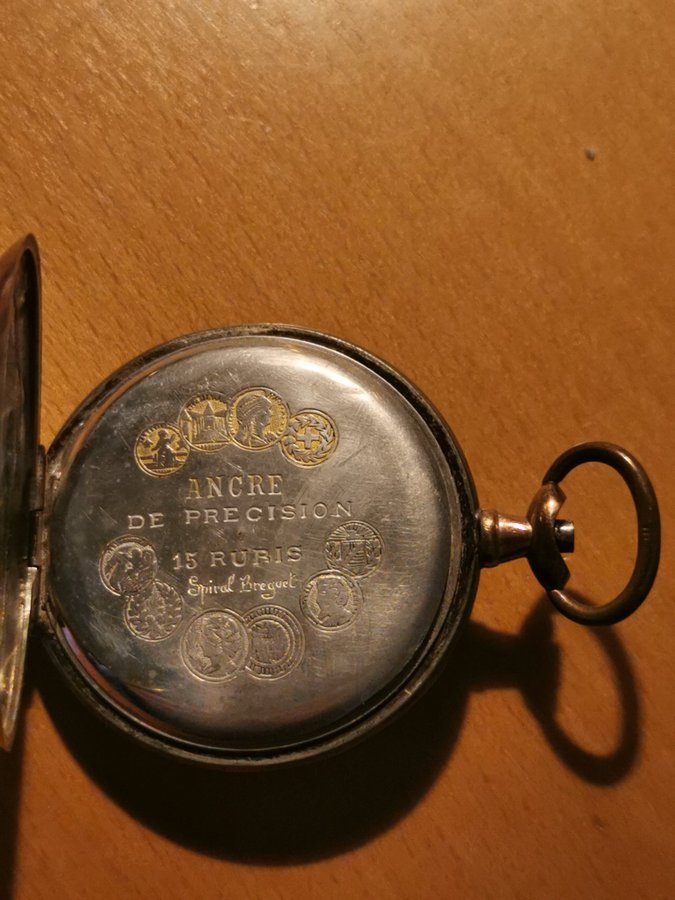 ANCRE
DE PRECISION
15 RUBIS
Spiral Breguet